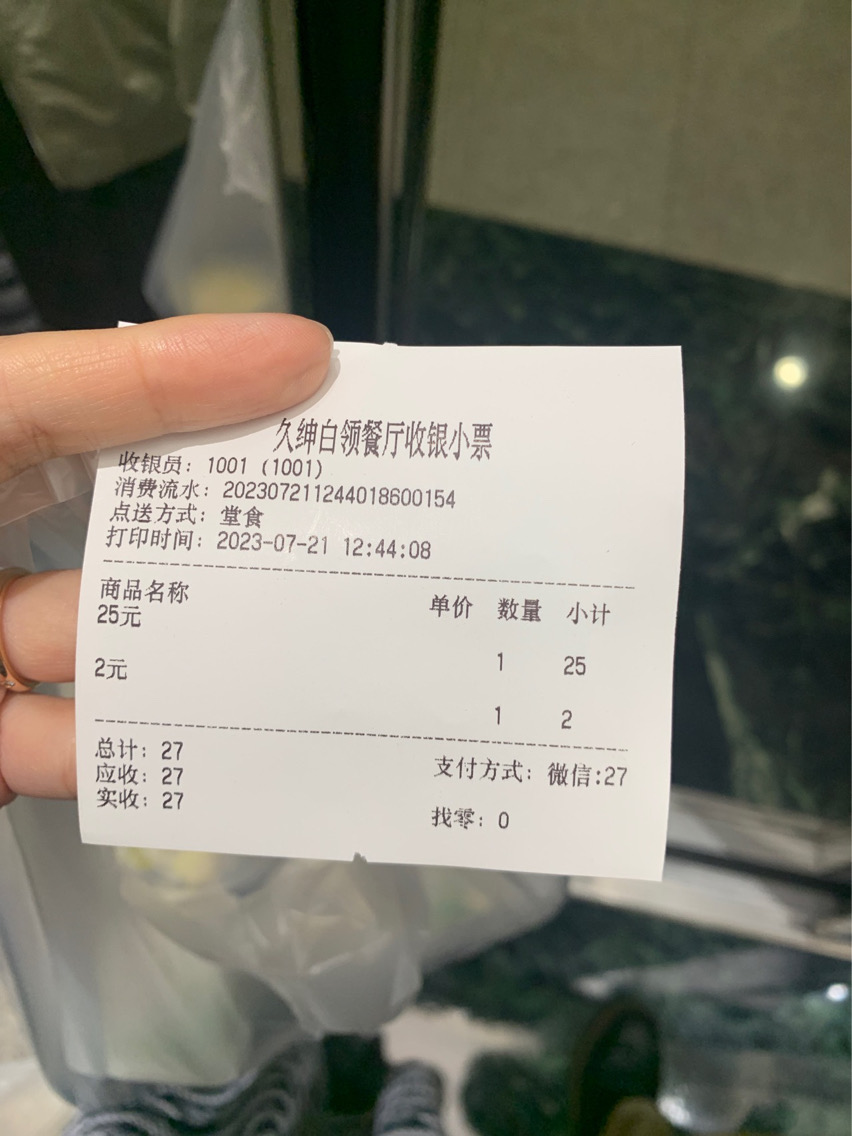 久绅白领餐厅收银小票
收银员: 1001 (1001)
消费流水: 202307211244018600154
点送方式: 堂食
打印时间: 2023-07-21 12:44:08
商品名称 单价 数量 小计
25元
1 25
2元
1 2
总计: 27 支付方式: 微信:27
应收: 27
实收: 27 找零: 0